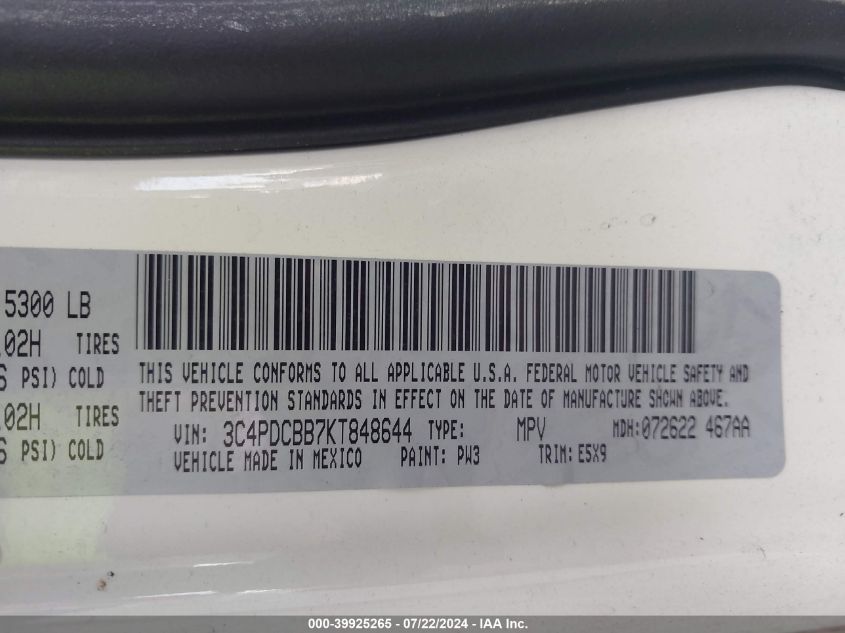 5300 LB
02H TIRES
PSI) COLD
02H TIRES
PSI) COLD
THIS VEHICLE CONFORMS TO ALL APPLICABLE U.S.A. FEDERAL MOTOR VEHICLE SAFETY AND
THEFT PREVENTION STANDARDS IN EFFECT ON THE DATE OF MANUFACTURE SHOWN ABOVE.
VIN: 3C4PDCBB7KT848644 TYPE: MPV MDH:072622 467AA
VEHICLE MADE IN MEXICO PAINT: PW3 TRIM: E5X9
000-39925265 - 07/22/2024 - IAA Inc.